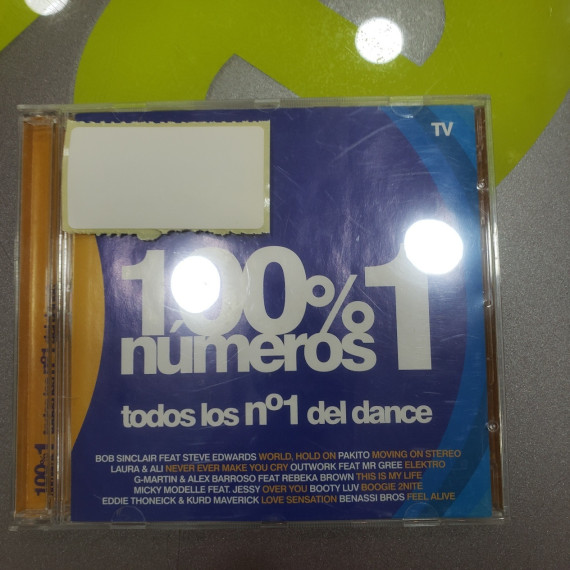 TV
100%1
números
todos los nº1 del dance
BOB SINCLAIR FEAT STEVE EDWARDS WORLD, HOLD ON PAKITO MOVING ON STEREO
LAURA & ALI NEVER EVER MAKE YOU CRY OUTWORK FEAT MR GREE ELEKTRO
G-MARTIN & ALEX BARROSO FEAT REBEKA BROWN THIS IS MY LIFE
MICKY MODELLE FEAT. JESSY OVER YOU BOOTY LUV BOOGIE 2NITE
EDDIE THONEICK & KURD MAVERICK LOVE SENSATION BENASSI BROS FEEL ALIVE
100%1